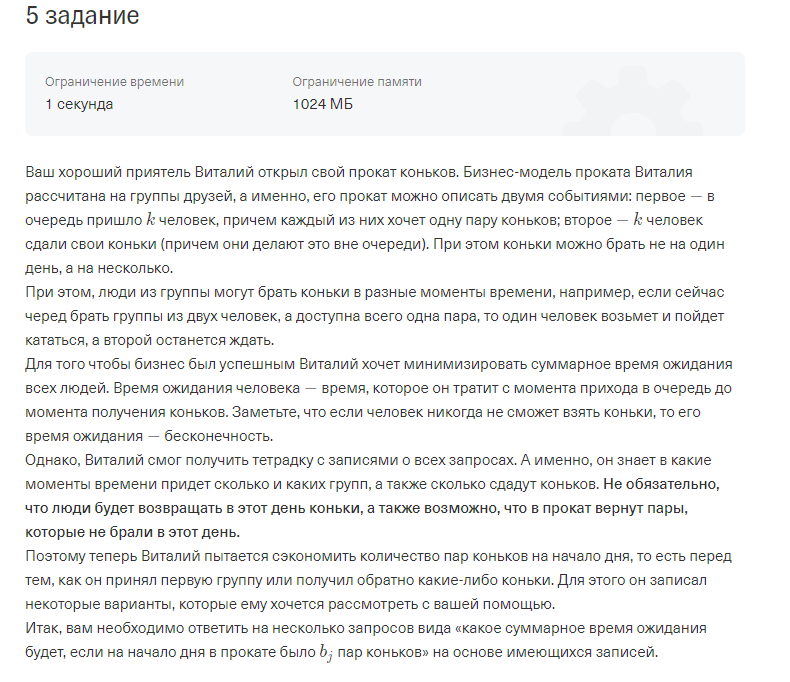 5 задание
Ограничение времени
Ограничение памяти
1 секунда
1024 МБ
Ваш хороший приятель Виталий открыл свой прокат коньков. Бизнес-модель проката Виталия
рассчитана на группы друзей, а именно, его прокат можно описать двумя событиями: первое — в
очередь пришло k человек, причем каждый из них хочет одну пару коньков; второе — k человек
сдали свои коньки (причем они делают это вне очереди). При этом коньки можно брать не на один
день, а на несколько.
При этом, люди из группы могут брать коньки в разные моменты времени, например, если сейчас
черед брать группы из двух человек, а доступна всего одна пара, то один человек возьмет и пойдет
кататься, а второй останется ждать.
Для того чтобы бизнес был успешным Виталий хочет минимизировать суммарное время ожидания
всех людей. Время ожидания человека — время, которое он тратит с момента прихода в очередь до
момента получения коньков. Заметьте, что если человек никогда не сможет взять коньки, то его
время ожидания — бесконечность.
Однако, Виталий смог получить тетрадку с записями о всех запросах. А именно, он знает в какие
моменты времени придет сколько и каких групп, а также сколько сдадут коньков. Не обязательно,
что люди будет возвращать в этот день коньки, а также возможно, что в прокат вернут пары,
которые не брали в этот день.
Поэтому теперь Виталий пытается сэкономить количество пар коньков на начало дня, то есть перед
тем, как он принял первую группу или получил обратно какие-либо коньки. Для этого он записал
некоторые варианты, которые ему хочется рассмотреть с вашей помощью.
Итак, вам необходимо ответить на несколько запросов вида «какое суммарное время ожидания
будет, если на начало дня в прокате было b_j пар коньков» на основе имеющихся записей.